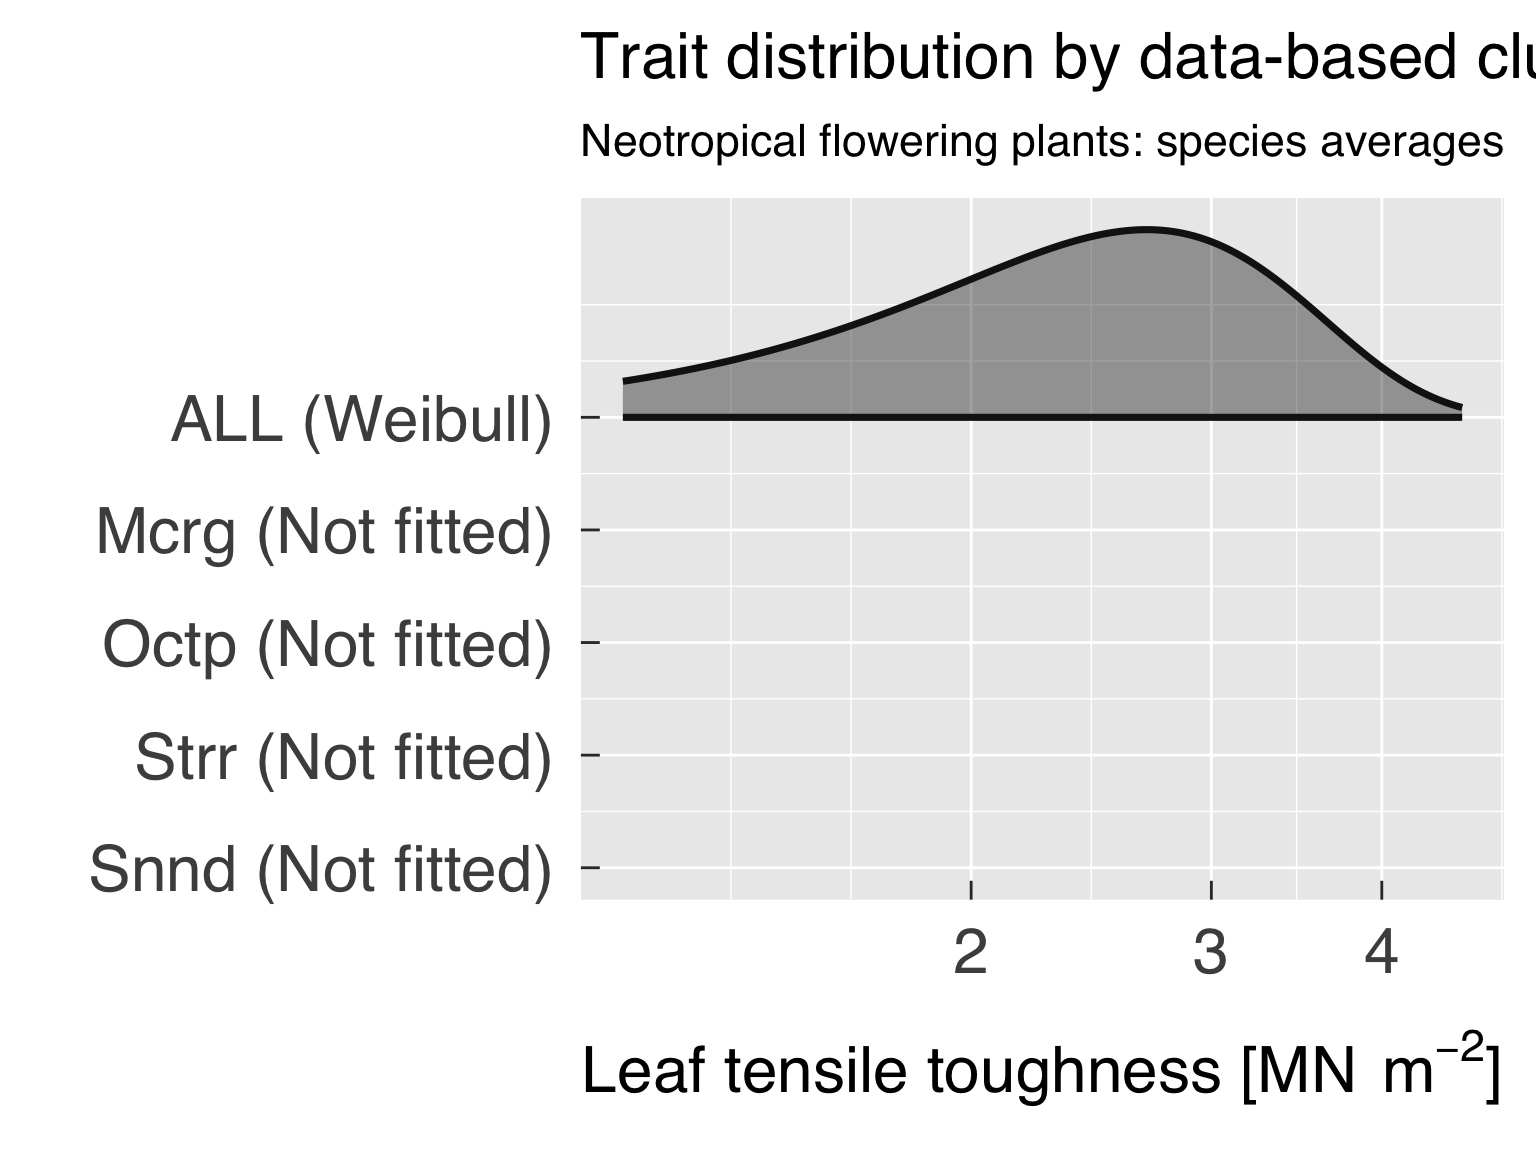 Trait distribution by data-based clu
Neotropical flowering plants: species averages
ALL (Weibull)
Mcrg (Not fitted)
Octp (Not fitted)
Strr (Not fitted)
Snnd (Not fitted)
2 3 4
Leaf tensile toughness [MN m⁻²]